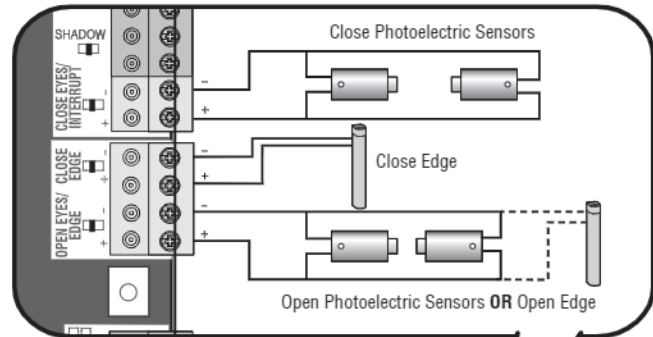 SHADOW
Close Photoelectric Sensors
CLOSE EYES/
INTERRUPT
-
+
-
+
CLOSE
EDGE
-
+
-
+
Close Edge
OPEN EYES/
EDGE
-
+
-
+
Open Photoelectric Sensors OR Open Edge